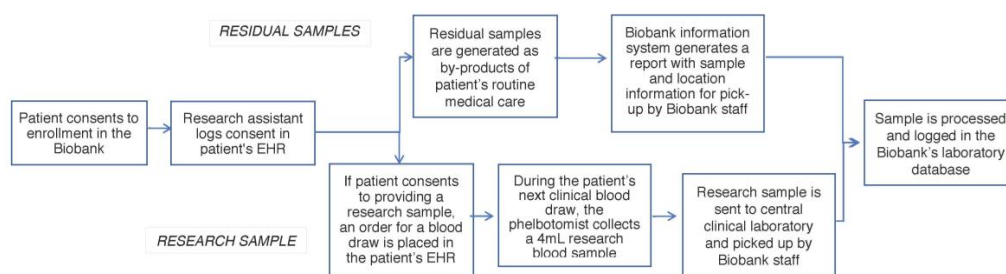 RESIDUAL SAMPLES
Residual samples
are generated as
by-products of
patient's routine
medical care
Biobank information
system generates a
report with sample
and location
information for pick-
up by Biobank staff
Patient consents to
enrollment in the
Biobank
Research assistant
logs consent in
patient's EHR
Sample is processed
and logged in the
Biobank's laboratory
database
If patient consents
to providing a
research sample,
an order for a blood
draw is placed in
the patient's EHR
During the patient's
next clinical blood
draw, the
phelbotomist collects
a 4mL research
blood sample
Research sample is
sent to central
clinical laboratory
and picked up by
Biobank staff
RESEARCH SAMPLE